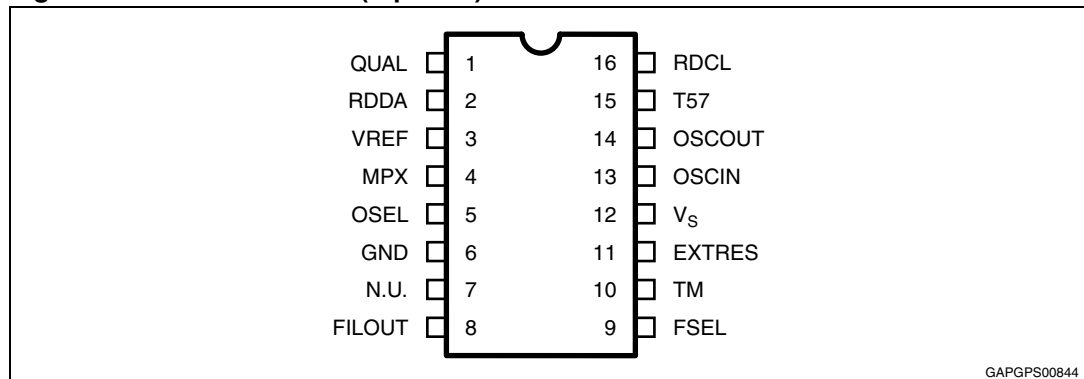 QUAL 1 16 RDCL
RDDA 2 15 T57
VREF 3 14 OSCOUT
MPX 4 13 OSCIN
OSEL 5 12 VS
GND 6 11 EXTRES
N.U. 7 10 TM
FILOUT 8 9 FSEL
GAPGPS00844